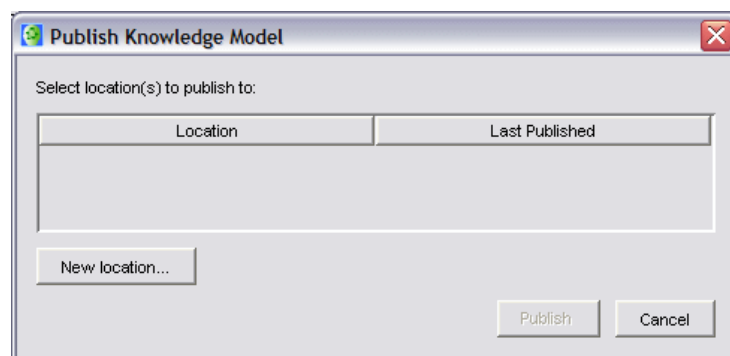 Publish Knowledge Model
Select location(s) to publish to:
Location Last Published
New location...
Publish Cancel